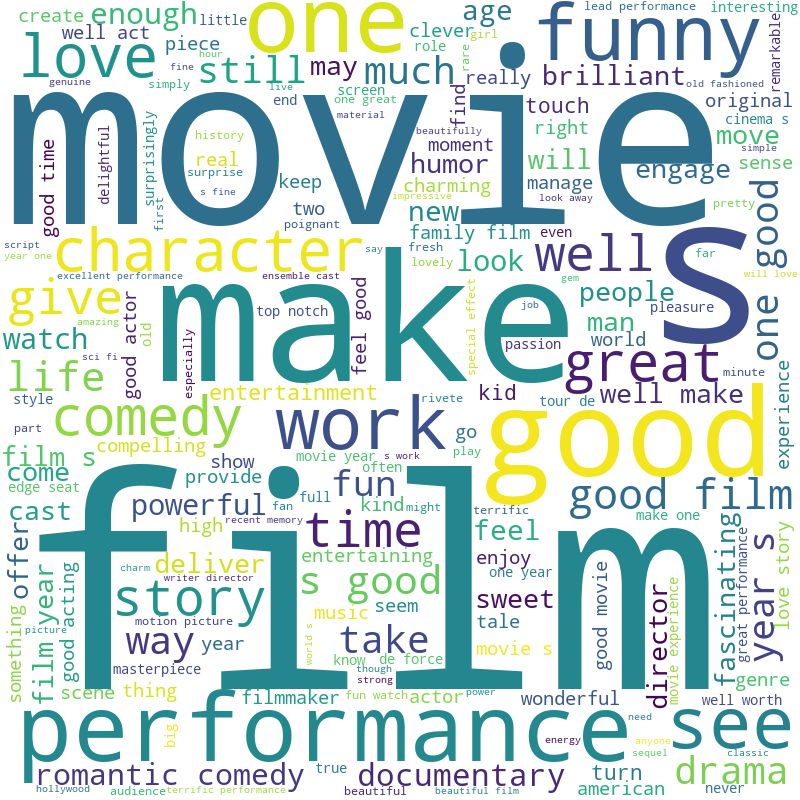 create
enough
little
one
age
lead performance
interesting
love
well act
piece
still
may
much
clever
role
girl
rare
funny
remarkable
fine
hour
genuine
simply
live
screen
one great
material
end
really
find
brilliant
old fashioned
touch
original
cinema s
movie
good time
delightful
surprisingly
first
history
real
surprise
s fine
keep
two
poignant
beautifully
moment
humor
charming
impressive
new
right
will
manage
engage
move
sense
simple
look away
pretty
script
year one
character
family film
even
say
fresh
lovely
look
well
s
far
one good
will love
excellent performance
ensemble cast
give
amazing
good actor
old
make
top notch
feel good
special effect
gem
job
people
man
world
pleasure
passion
watch
sci fi
especially
great
minute
life
style
part
entertainment
kid
tour de
well make
experience
comedy
work
rivete
go
play
good
film s
compelling
show
movie year
s work
often
come
edge seat
provide
full
fan
might
kind
fun
cast
powerful
high
recent memory
time
terrific
feel
good film
make one
offer
film
charm
deliver
writer director
entertaining
enjoy
one year
fascinating
great performance
year s
love story
something
film year
good acting
picture
story
motion picture
s good
music
seem
sweet
tale
good movie
director
movie experience
way
year
masterpiece
world s
take
know
de force
though
strong
movie s
genre
scene
thing
filmmaker
fun watch
actor
power
wonderful
well worth
big
performance
need
energy
anyone
sequel
classic
see
romantic comedy
true
documentary
turn
drama
hollywood
audience
terrific performance
beautiful
beautiful film
american
never